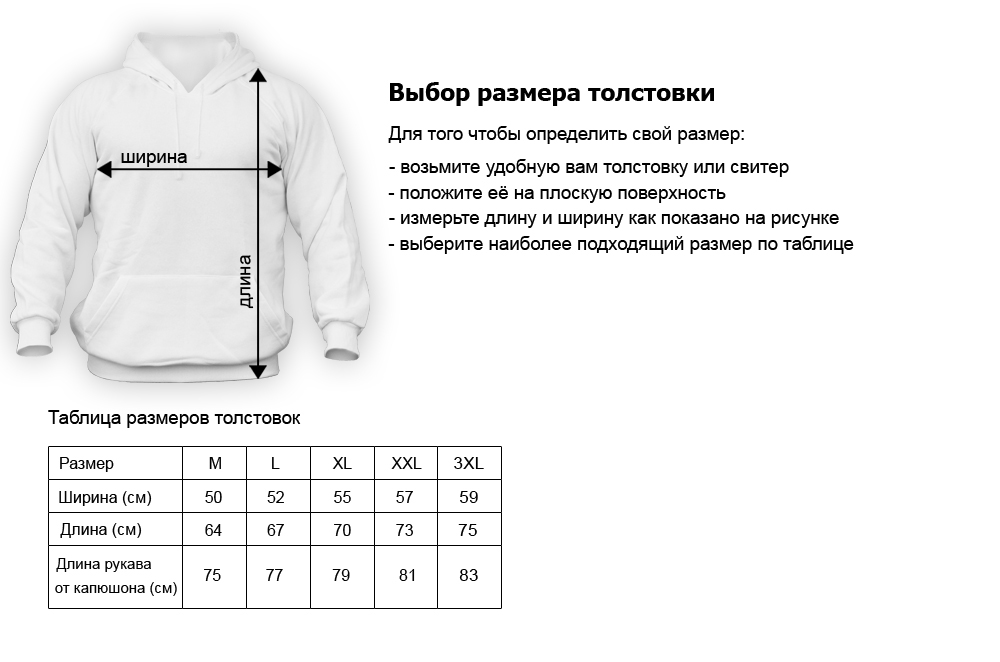 ширина
длина
Выбор размера толстовки
Для того чтобы определить свой размер:
- возьмите удобную вам толстовку или свитер
- положите её на плоскую поверхность
- измерьте длину и ширину как показано на рисунке
- выберите наиболее подходящий размер по таблице
Таблица размеров толстовок
Размер M L XL XXL 3XL
Ширина (см) 50 52 55 57 59
Длина (см) 64 67 70 73 75
Длина рукава
от капюшона (см) 75 77 79 81 83